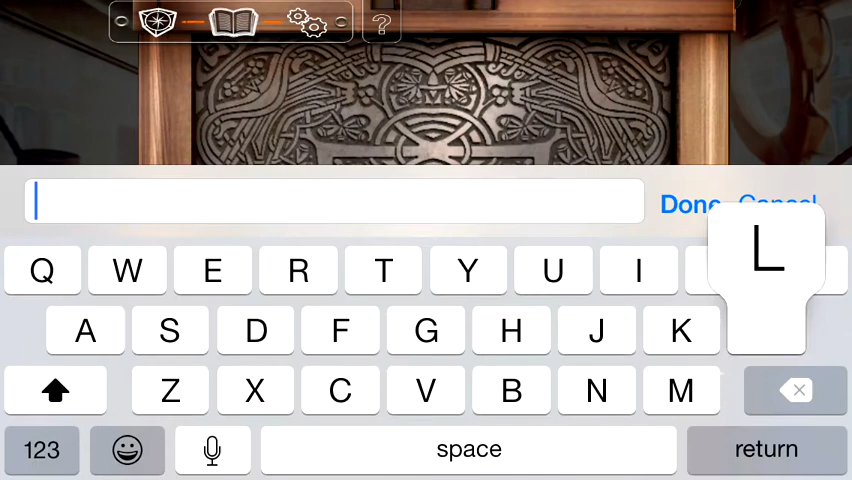 ?
Done Cancel
L
Q W E R T Y U I
A S D F G H J K
Z X C V B N M
123 space return